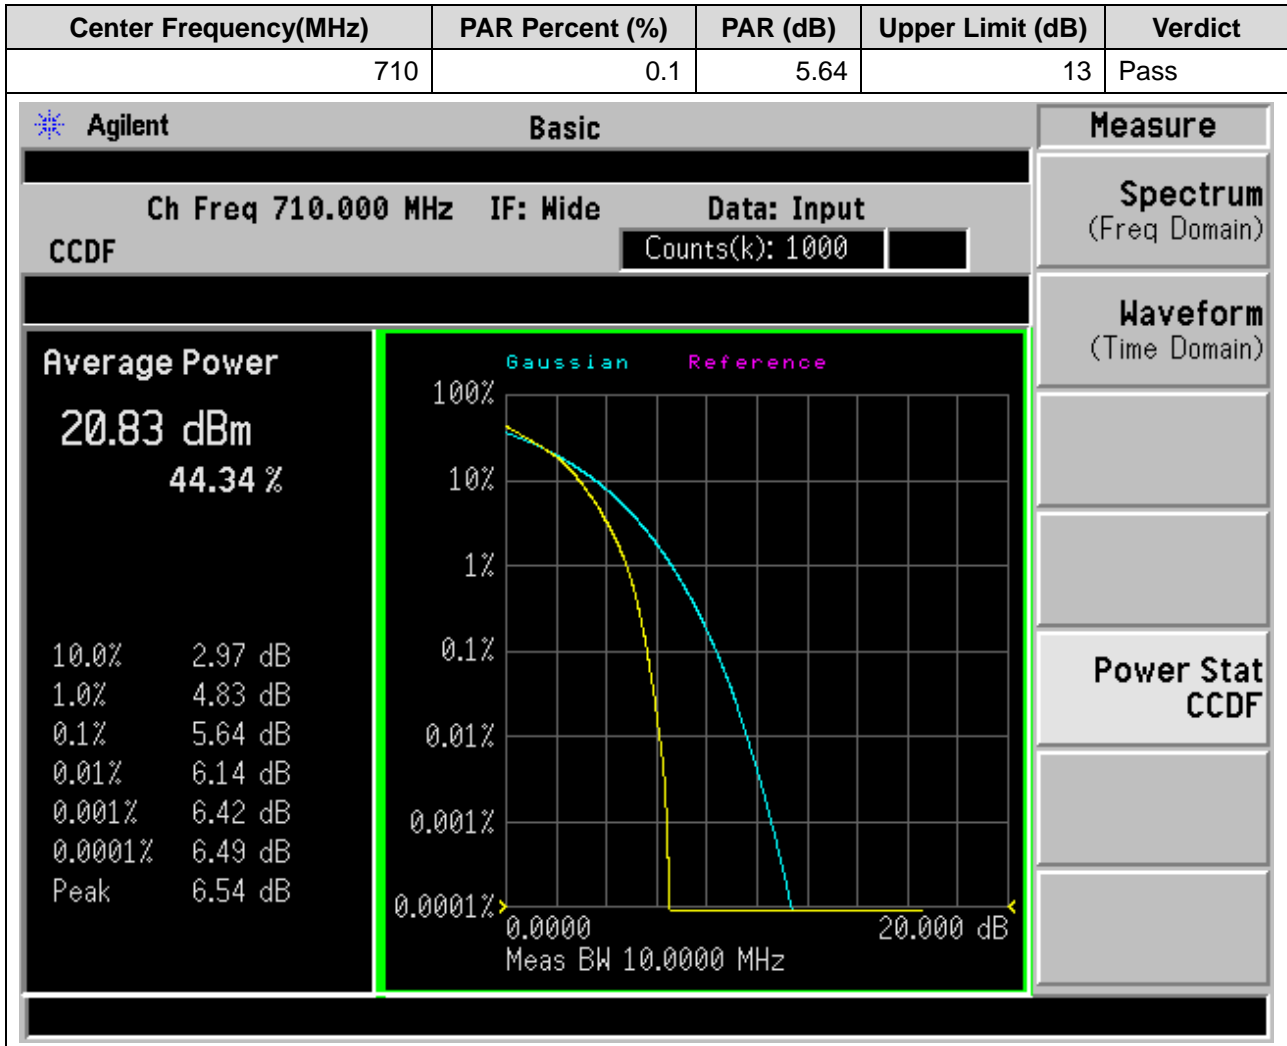 Center Frequency(MHz) PAR Percent (%) PAR (dB) Upper Limit (dB) Verdict
710 0.1 5.64 13 Pass
Agilent Basic Measure
Ch Freq 710.000 MHz IF: Wide Data: Input
CCDF Counts(k): 1000
Average Power
20.83 dBm
44.34 %
10.0% 2.97 dB
1.0% 4.83 dB
0.1% 5.64 dB
0.01% 6.14 dB
0.001% 6.42 dB
0.0001% 6.49 dB
Peak 6.54 dB
Gaussian Reference
100%
10%
1%
0.1%
0.01%
0.001%
0.0001%
0.0000 20.000 dB
Meas BW 10.0000 MHz
Spectrum
(Freq Domain)
Waveform
(Time Domain)
Power Stat
CCDF